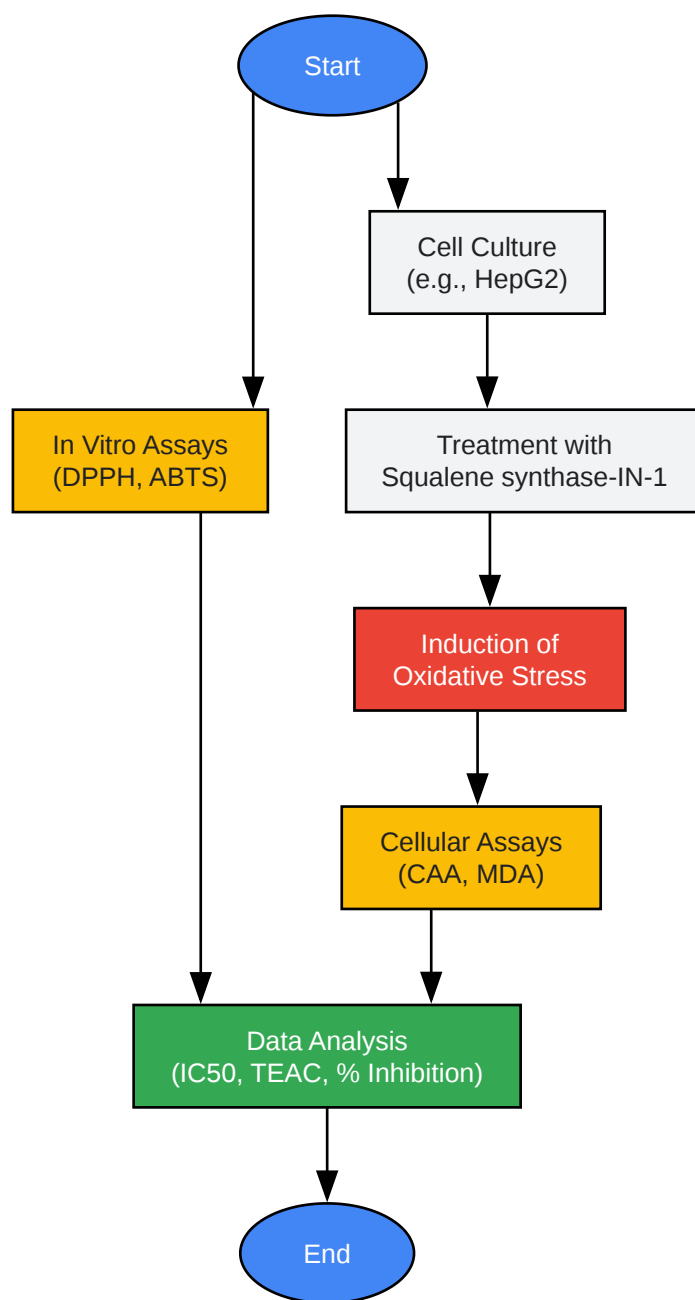 Start
Cell Culture
(e.g., HepG2)
In Vitro Assays
(DPPH, ABTS)
Treatment with
Squalene synthase-IN-1
Induction of
Oxidative Stress
Cellular Assays
(CAA, MDA)
Data Analysis
(IC50, TEAC, % Inhibition)
End